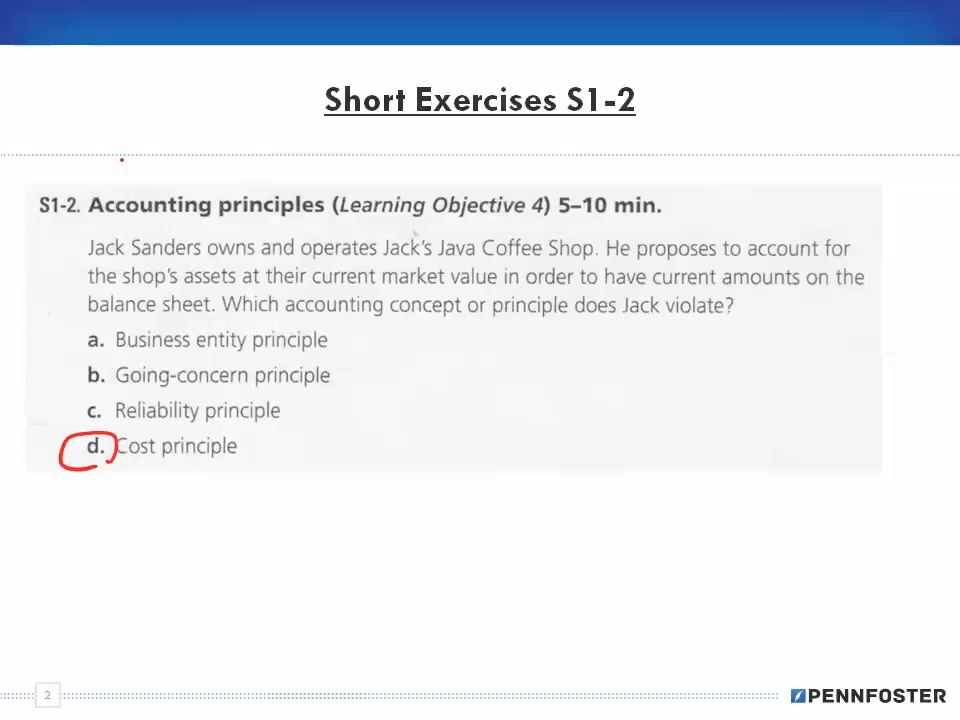 Short Exercises S1-2
S1-2. Accounting principles (Learning Objective 4) 5–10 min.
Jack Sanders owns and operates Jack's Java Coffee Shop. He proposes to account for
the shop's assets at their current market value in order to have current amounts on the
balance sheet. Which accounting concept or principle does Jack violate?
a. Business entity principle
b. Going-concern principle
c. Reliability principle
d. Cost principle
2
PENNFOSTER